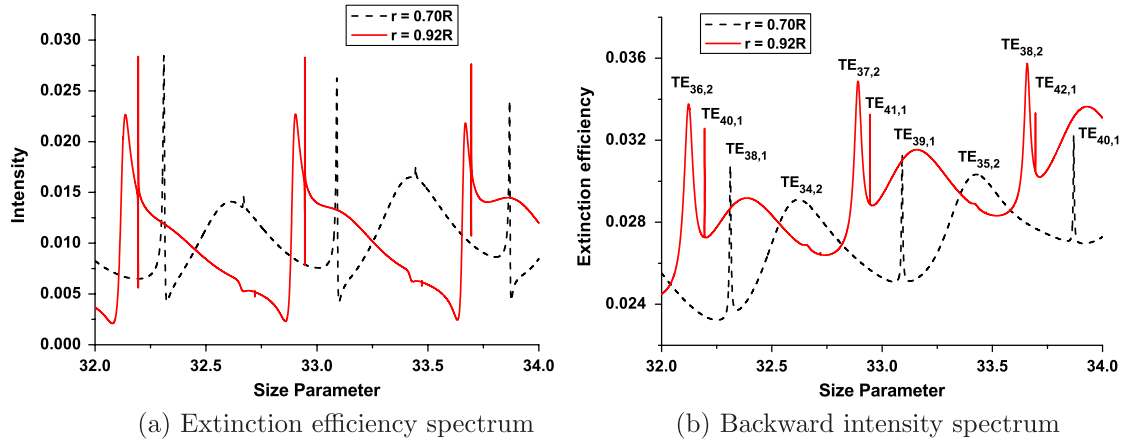 r = 0.70R
r = 0.92R
Intensity
0.030
0.025
0.020
0.015
0.010
0.005
0.000
32.0 32.5 33.0 33.5 34.0
Size Parameter
(a) Extinction efficiency spectrum
r = 0.70R
r = 0.92R
Extinction efficiency
0.036
0.032
0.028
0.024
TE36,2
TE40,1
TE38,1
TE34,2
TE37,2
TE41,1
TE39,1
TE35,2
TE38,2
TE42,1
TE40,1
32.0 32.5 33.0 33.5 34.0
Size Parameter
(b) Backward intensity spectrum